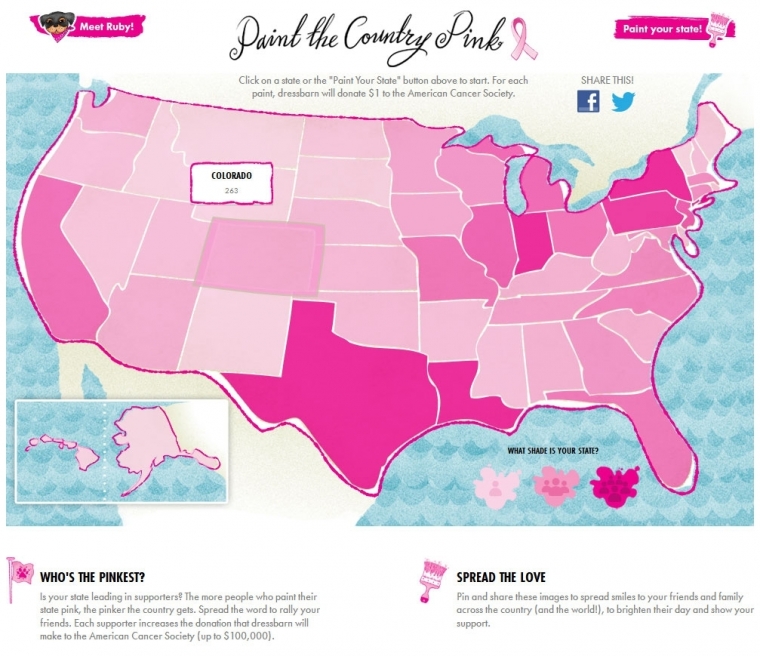 Meet Ruby!
Paint the Country Pink
Paint your state!
Click on a state or the "Paint Your State" button above to start. For each
paint, dressbarn will donate $1 to the American Cancer Society.
SHARE THIS!
COLORADO
263
WHAT SHADE IS YOUR STATE?
WHO'S THE PINKEST?
Is your state leading in supporters? The more people who paint their
state pink, the pinker the country gets. Spread the word to rally your
friends. Each supporter increases the donation that dressbarn will
make to the American Cancer Society (up to $100,000).
SPREAD THE LOVE
Pin and share these images to spread smiles to your friends and family
across the country (and the world!), to brighten their day and show your
support.